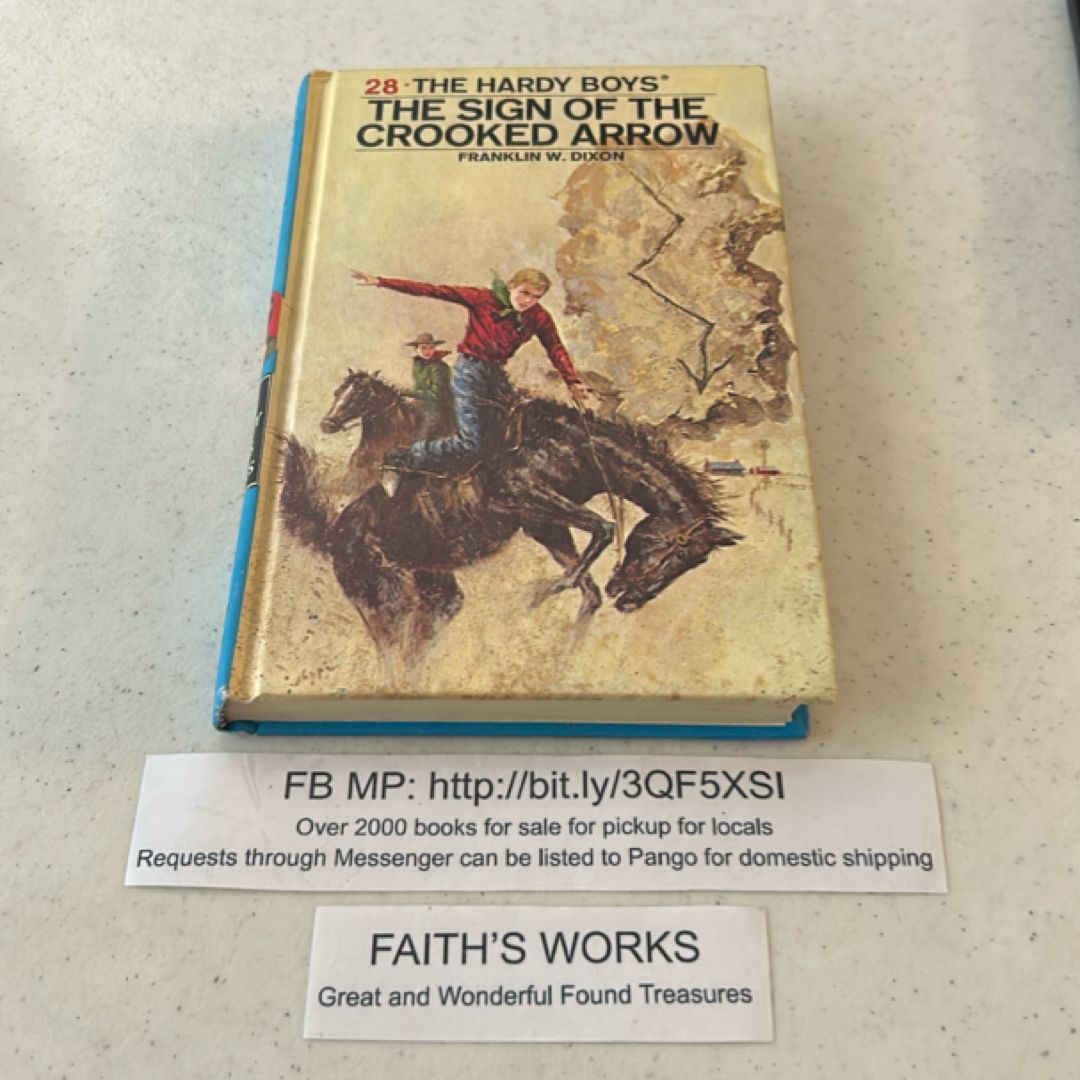 28 · THE HARDY BOYS®
THE SIGN OF THE
CROOKED ARROW
FRANKLIN W. DIXON
FB MP: http://bit.ly/3QF5XSI
Over 2000 books for sale for pickup for locals
Requests through Messenger can be listed to Pango for domestic shipping
FAITH'S WORKS
Great and Wonderful Found Treasures